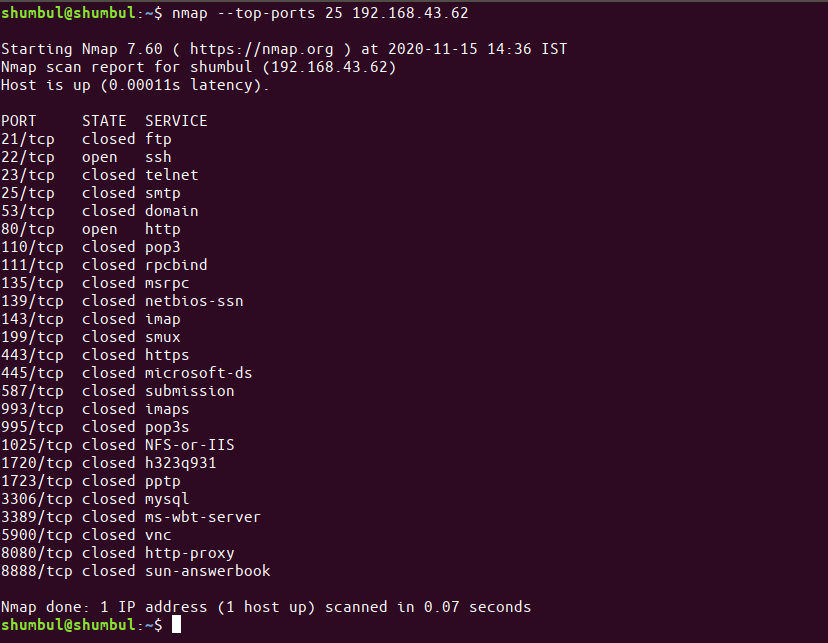 shumbul@shumbul:~$ nmap --top-ports 25 192.168.43.62

Starting Nmap 7.60 ( https://nmap.org ) at 2020-11-15 14:36 IST
Nmap scan report for shumbul (192.168.43.62)
Host is up (0.00011s latency).

PORT     STATE  SERVICE
21/tcp   closed ftp
22/tcp   open   ssh
23/tcp   closed telnet
25/tcp   closed smtp
53/tcp   closed domain
80/tcp   open   http
110/tcp  closed pop3
111/tcp  closed rpcbind
135/tcp  closed msrpc
139/tcp  closed netbios-ssn
143/tcp  closed imap
199/tcp  closed smux
443/tcp  closed https
445/tcp  closed microsoft-ds
587/tcp  closed submission
993/tcp  closed imaps
995/tcp  closed pop3s
1025/tcp closed NFS-or-IIS
1720/tcp closed h323q931
1723/tcp closed pptp
3306/tcp closed mysql
3389/tcp closed ms-wbt-server
5900/tcp closed vnc
8080/tcp closed http-proxy
8888/tcp closed sun-answerbook

Nmap done: 1 IP address (1 host up) scanned in 0.07 seconds
shumbul@shumbul:~$